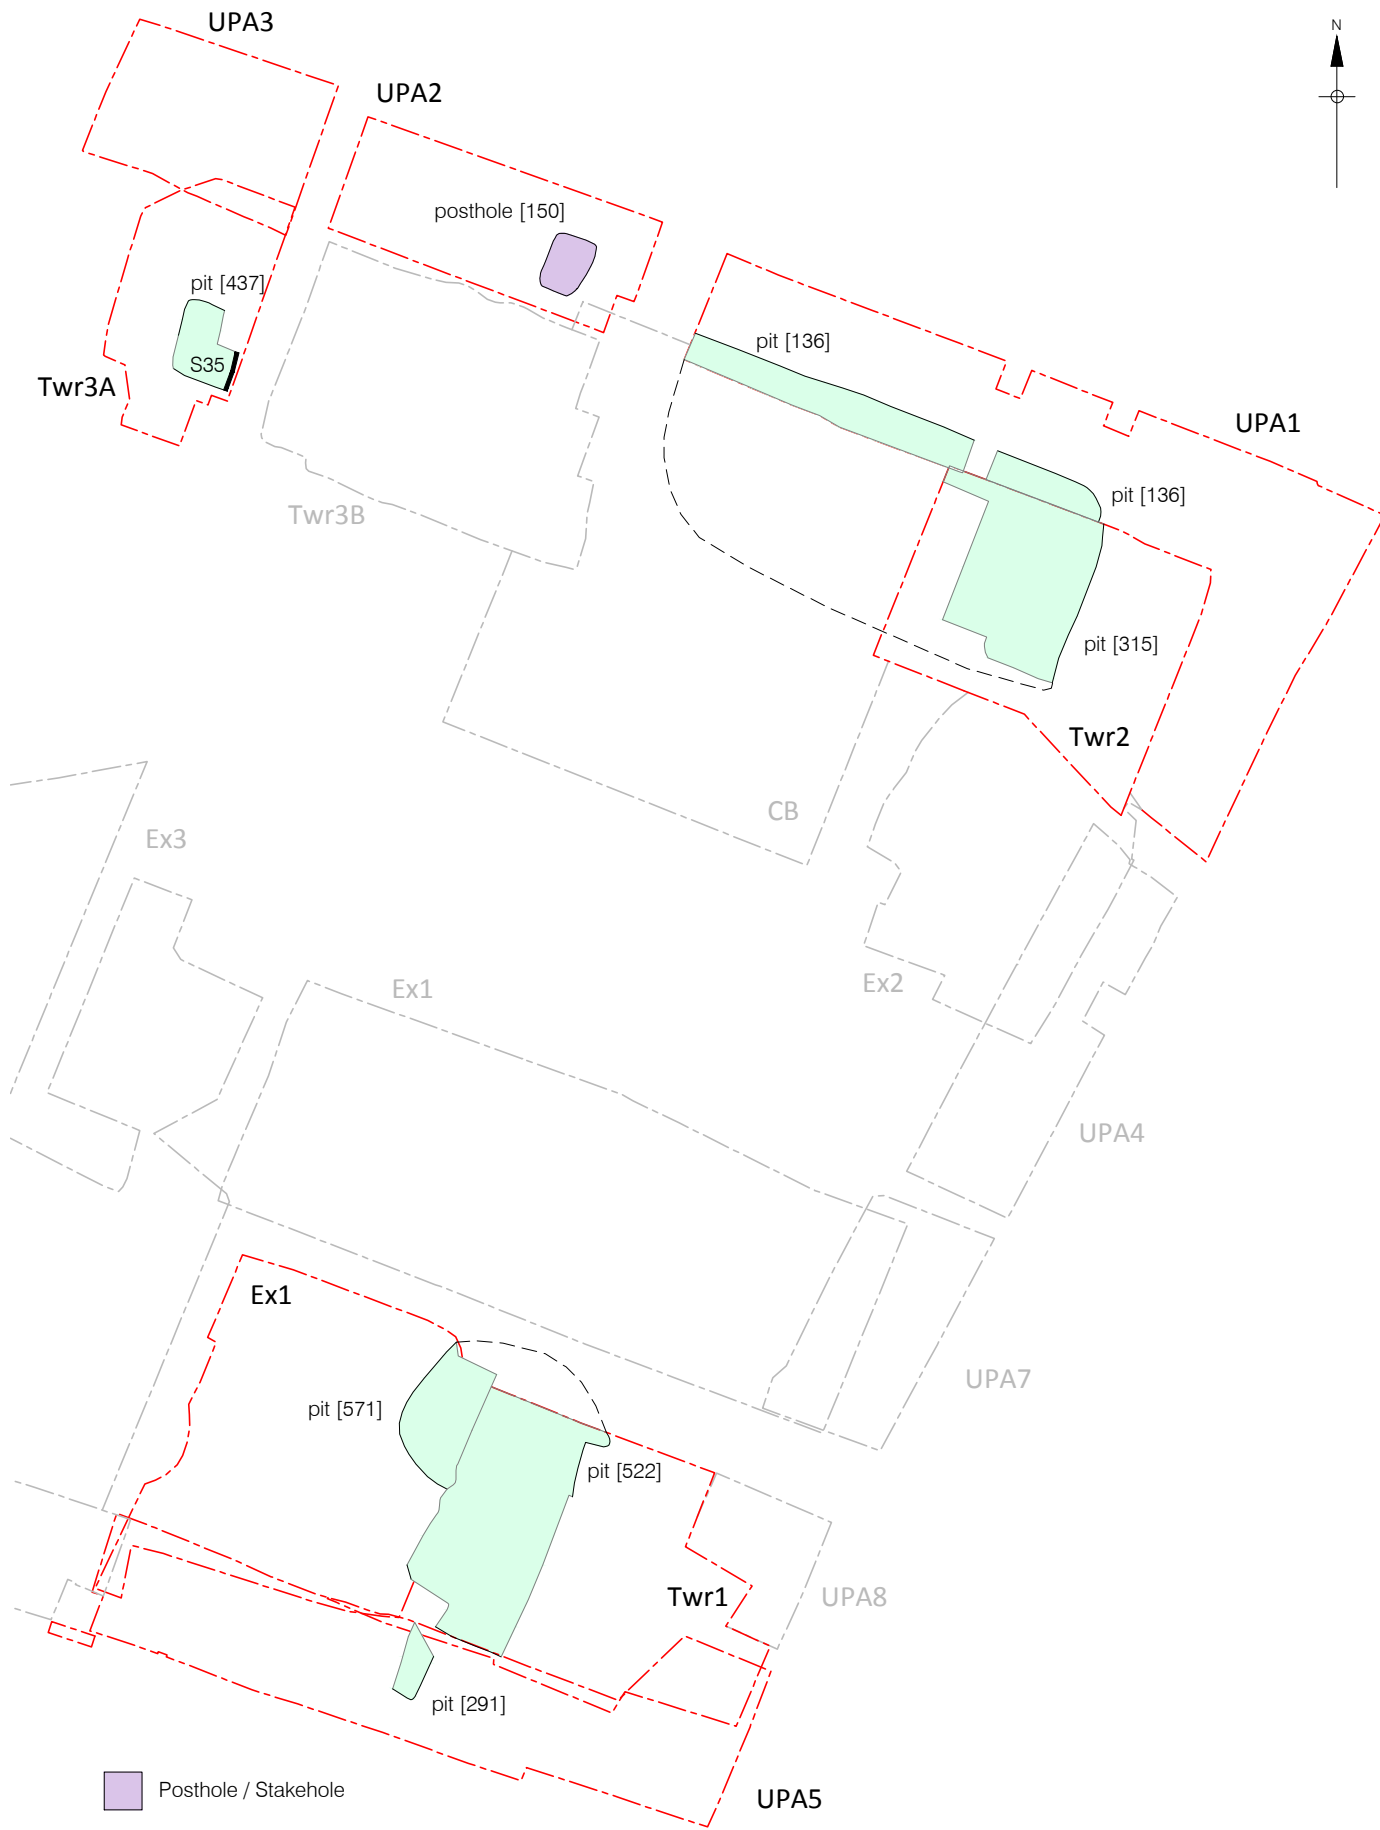 UPA3
N
UPA2
posthole [150]
pit [437]
pit [136]
S35
Twr3A
UPA1
pit [136]
Twr3B
pit [315]
Twr2
CB
Ex3
Ex2
Ex1
UPA4
Ex1
UPA7
pit [571]
pit [522]
Twr1
UPA8
pit [291]
Posthole / Stakehole
UPA5